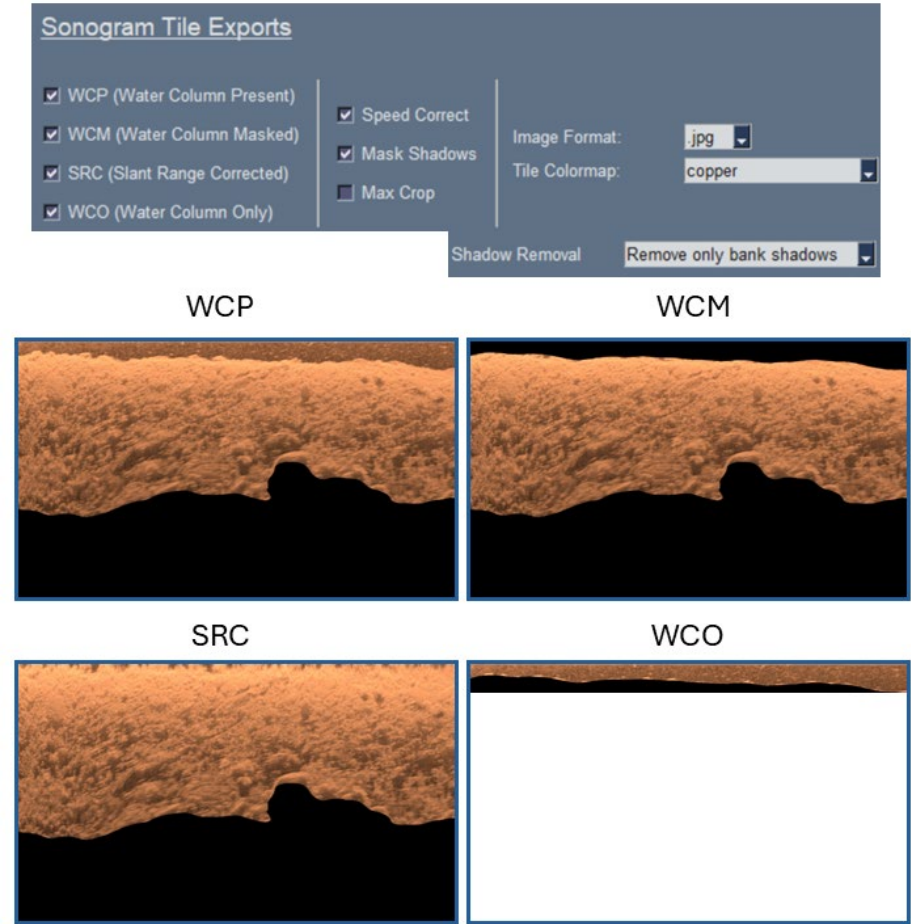 Sonogram Tile Exports
WCP (Water Column Present)
WCM (Water Column Masked)
SRC (Slant Range Corrected)
WCO (Water Column Only)
Speed Correct
Mask Shadows
Max Crop
Image Format: .jpg
Tile Colormap: copper
Shadow Removal Remove only bank shadows
WCP WCM
SRC WCO